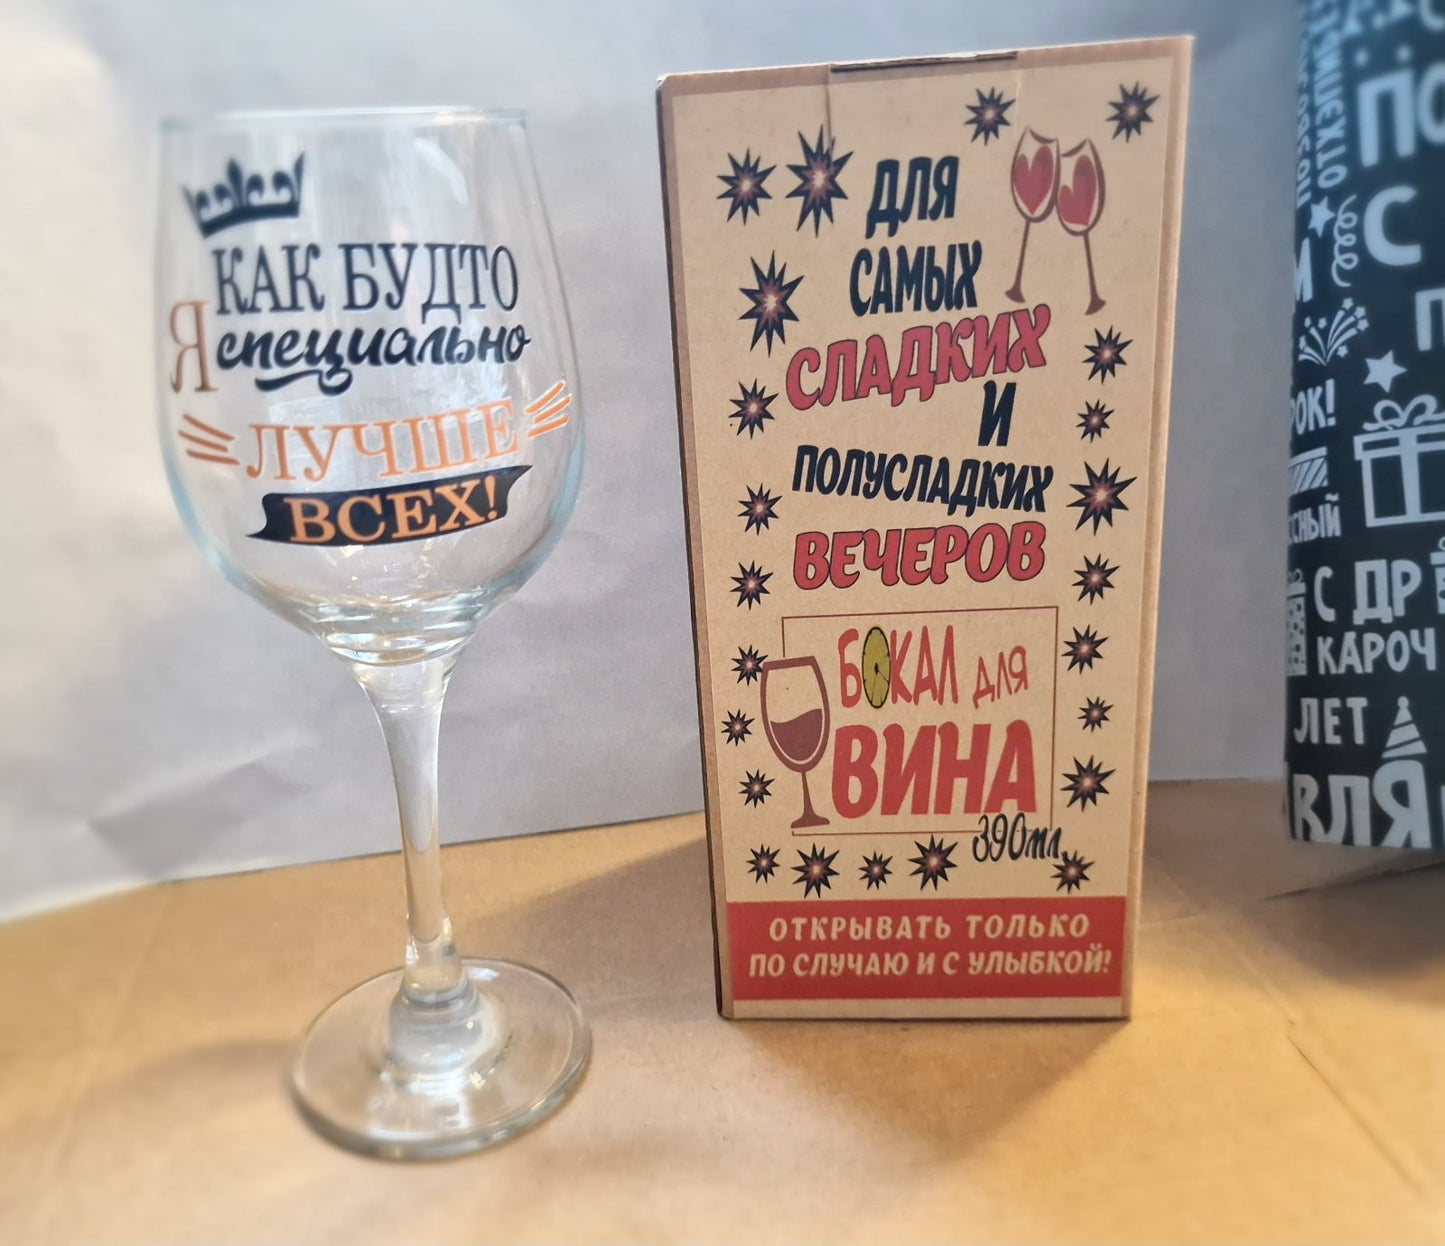 КАК БУДТО
Я специально
ЛУЧШЕ
ВСЕХ!
ДЛЯ
САМЫХ
СЛАДКИХ
И
ПОЛУСЛАДКИХ
ВЕЧЕРОВ
БОКАЛ ДЛЯ
ВИНА
390мл
ОТКРЫВАТЬ ТОЛЬКО
ПО СЛУЧАЮ И С УЛЫБКОЙ!
С ДР
КАРОЧ
ЛЕТ